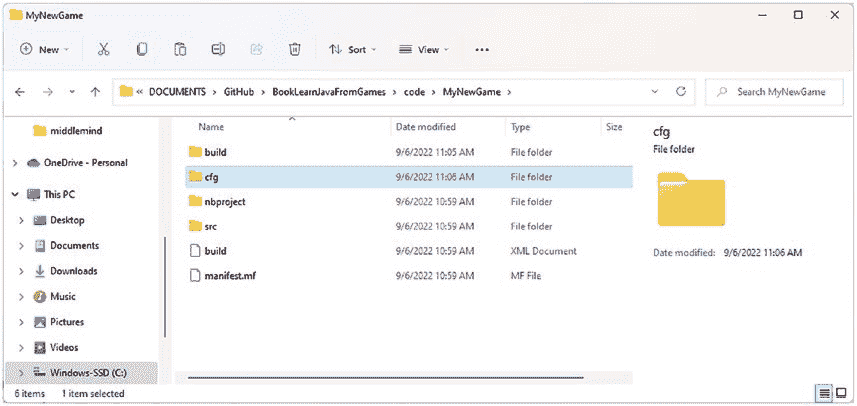 MyNewGame
New
Sort
View
« DOCUMENTS > GitHub > BookLearnJavaFromGames > code > MyNewGame >
Search MyNewGame
middlemind
OneDrive - Personal
This PC
Desktop
Documents
Downloads
Music
Pictures
Videos
Windows-SSD (C:)
Name Date modified Type Size
build 9/6/2022 11:05 AM File folder
cfg 9/6/2022 11:06 AM File folder
nbproject 9/6/2022 10:59 AM File folder
src 9/6/2022 10:59 AM File folder
build 9/6/2022 10:59 AM XML Document
manifest.mf 9/6/2022 10:59 AM MF File
cfg
File folder
Date modified: 9/6/2022 11:06 AM
6 items 1 item selected